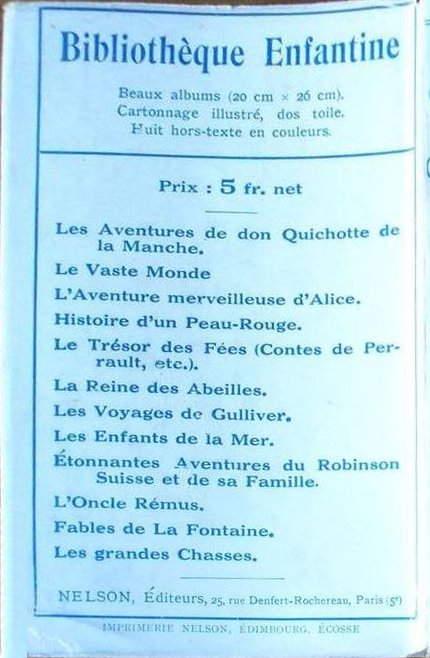 Bibliothèque Enfantine
Beaux albums (20 cm × 26 cm).
Cartonnage illustré, dos toile.
Huit hors-texte en couleurs.
Prix : 5 fr. net
Les Aventures de don Quichotte de
la Manche.
Le Vaste Monde
L'Aventure merveilleuse d'Alice.
Histoire d'un Peau-Rouge.
Le Trésor des Fées (Contes de Per-
rault, etc.).
La Reine des Abeilles.
Les Voyages de Gulliver.
Les Enfants de la Mer.
Étonnantes Aventures du Robinson
Suisse et de sa Famille.
L'Oncle Rémus.
Fables de La Fontaine.
Les grandes Chasses.
NELSON, Éditeurs, 25, rue Denfert-Rochereau, Paris (5e)
IMPRIMERIE NELSON, ÉDIMBOURG, ÉCOSSE